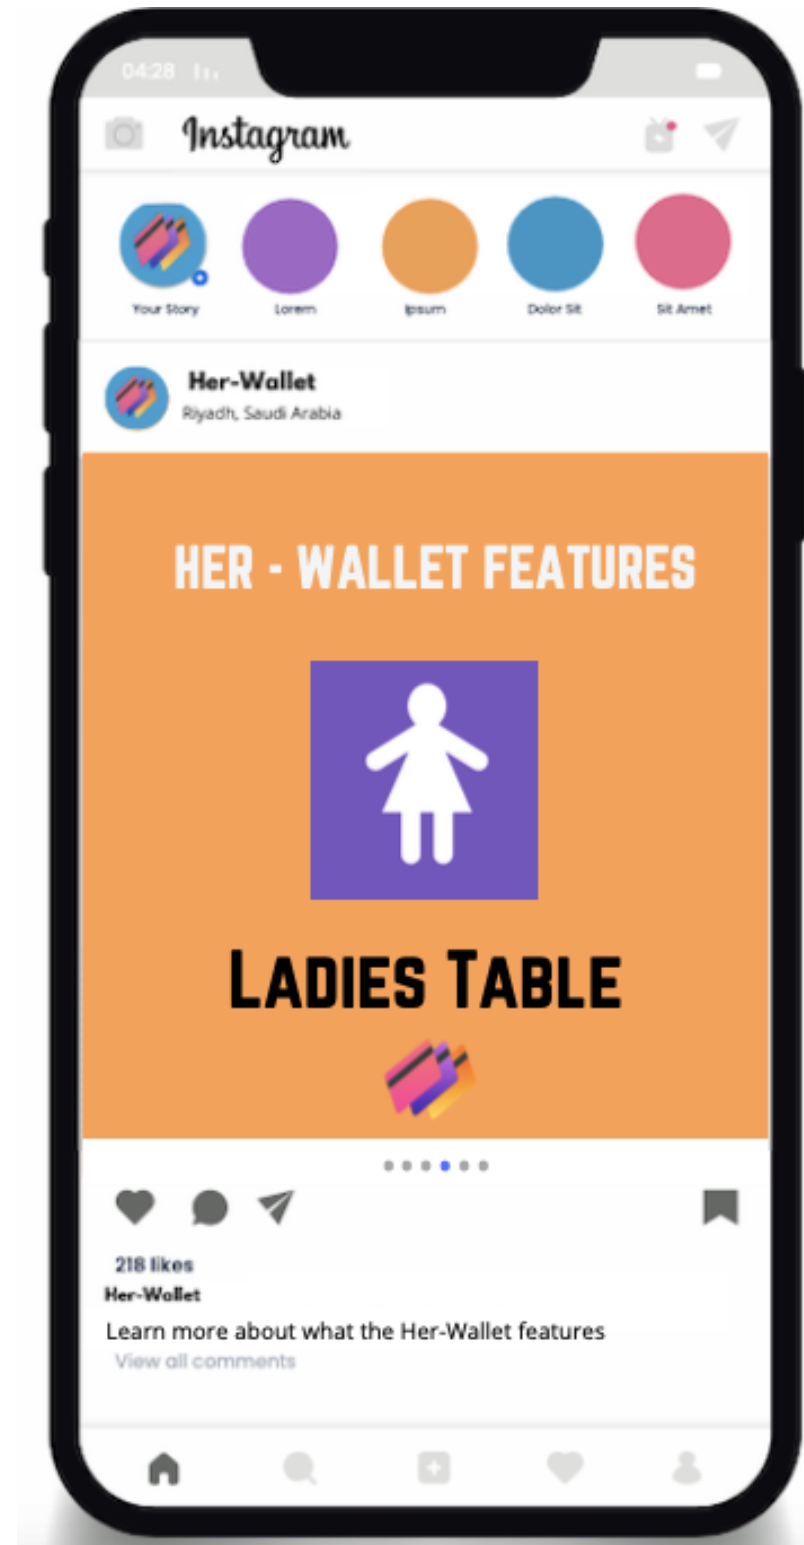 04:28
Instagram
Your Story
Lorem
Ipsum
Dolor Sit
Sit Amet
Her-Wallet
Riyadh, Saudi Arabia
HER - WALLET FEATURES
LADIES TABLE
218 likes
Her-Wallet
Learn more about what the Her-Wallet features
View all comments